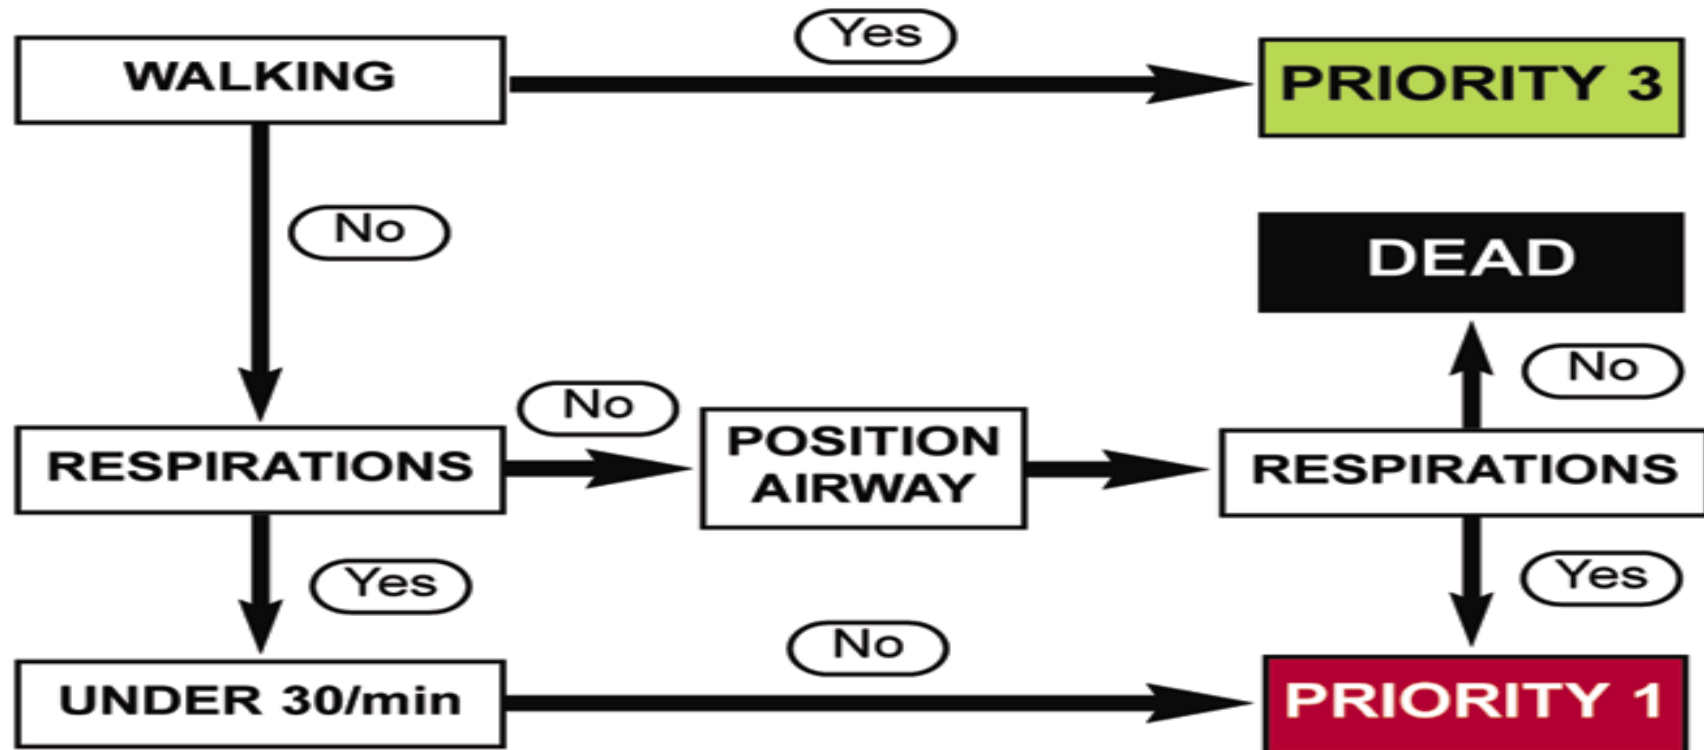 Yes
WALKING
PRIORITY 3
No
DEAD
No
No
RESPIRATIONS
POSITION
AIRWAY
RESPIRATIONS
Yes
Yes
No
UNDER 30/min
PRIORITY 1